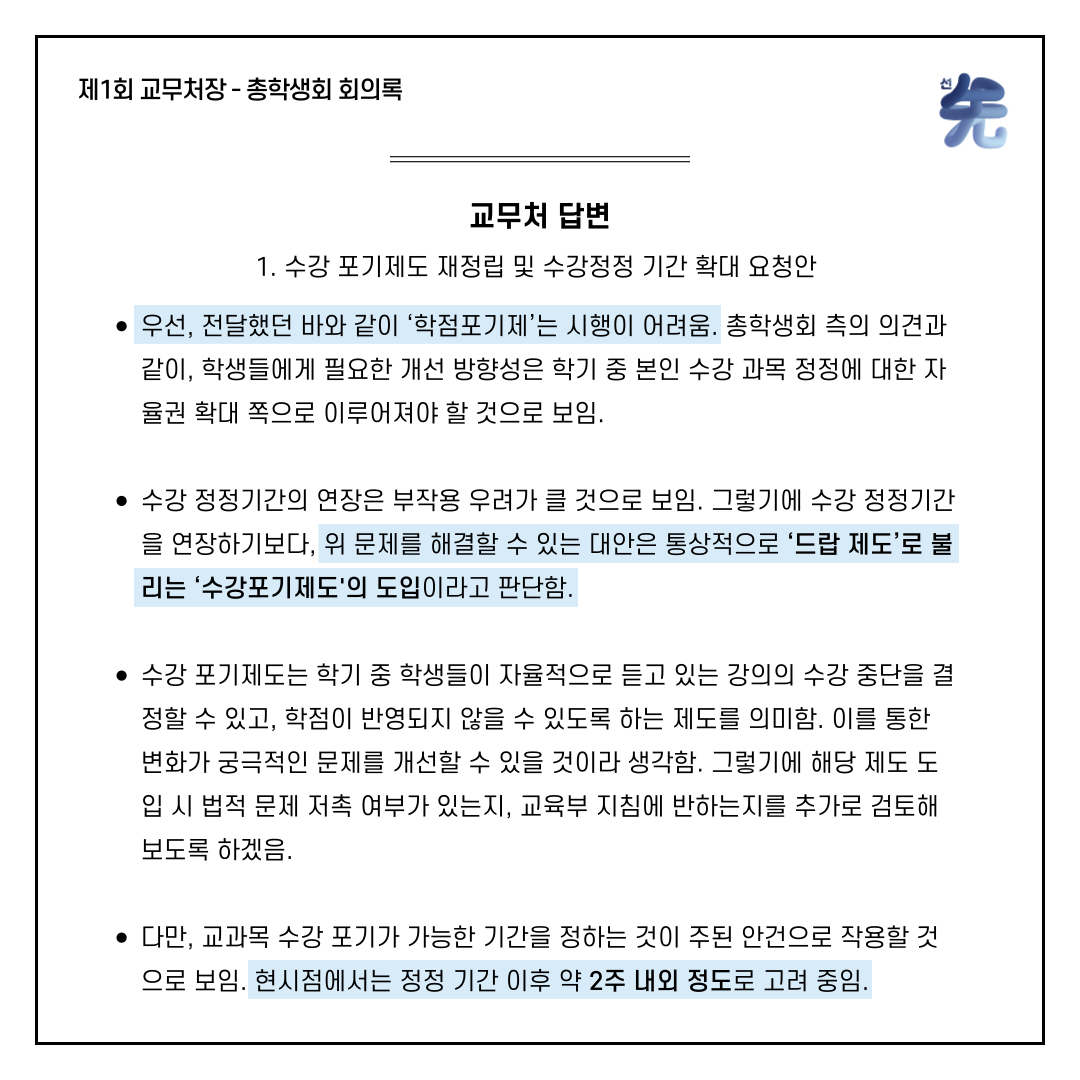 제1회 교무처장 - 총학생회 회의록
선
先
교무처 답변
1. 수강 포기제도 재정립 및 수강정정 기간 확대 요청안
• 우선, 전달했던 바와 같이 ‘학점포기제’는 시행이 어려움. 총학생회 측의 의견과
같이, 학생들에게 필요한 개선 방향성은 학기 중 본인 수강 과목 정정에 대한 자
율권 확대 쪽으로 이루어져야 할 것으로 보임.
• 수강 정정기간의 연장은 부작용 우려가 클 것으로 보임. 그렇기에 수강 정정기간
을 연장하기보다, 위 문제를 해결할 수 있는 대안은 통상적으로 ‘드랍 제도’로 불
리는 ‘수강포기제도'의 도입이라고 판단함.
• 수강 포기제도는 학기 중 학생들이 자율적으로 듣고 있는 강의의 수강 중단을 결
정할 수 있고, 학점이 반영되지 않을 수 있도록 하는 제도를 의미함. 이를 통한
변화가 궁극적인 문제를 개선할 수 있을 것이라 생각함. 그렇기에 해당 제도 도
입 시 법적 문제 저촉 여부가 있는지, 교육부 지침에 반하는지를 추가로 검토해
보도록 하겠음.
• 다만, 교과목 수강 포기가 가능한 기간을 정하는 것이 주된 안건으로 작용할 것
으로 보임. 현시점에서는 정정 기간 이후 약 2주 내외 정도로 고려 중임.